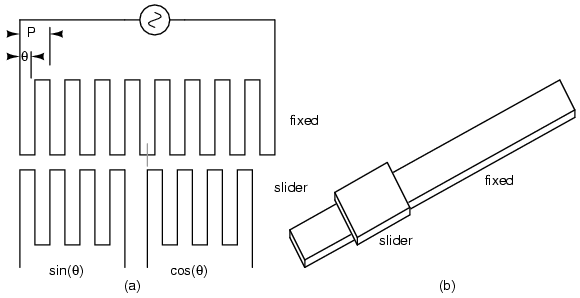 P
θ
fixed
slider
fixed
slider
sin(θ) cos(θ)
(a) (b)